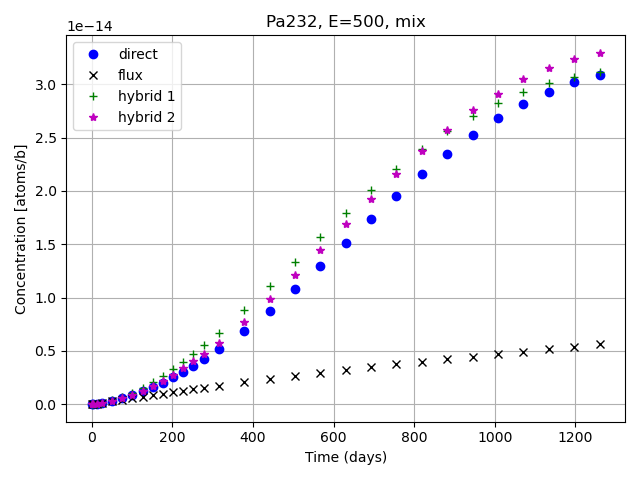 Pa232, E=500, mix
1e−14
direct
flux
hybrid 1
hybrid 2
3.0
2.5
2.0
1.5
1.0
0.5
0.0
Concentration [atoms/b]
0 200 400 600 800 1000 1200
Time (days)